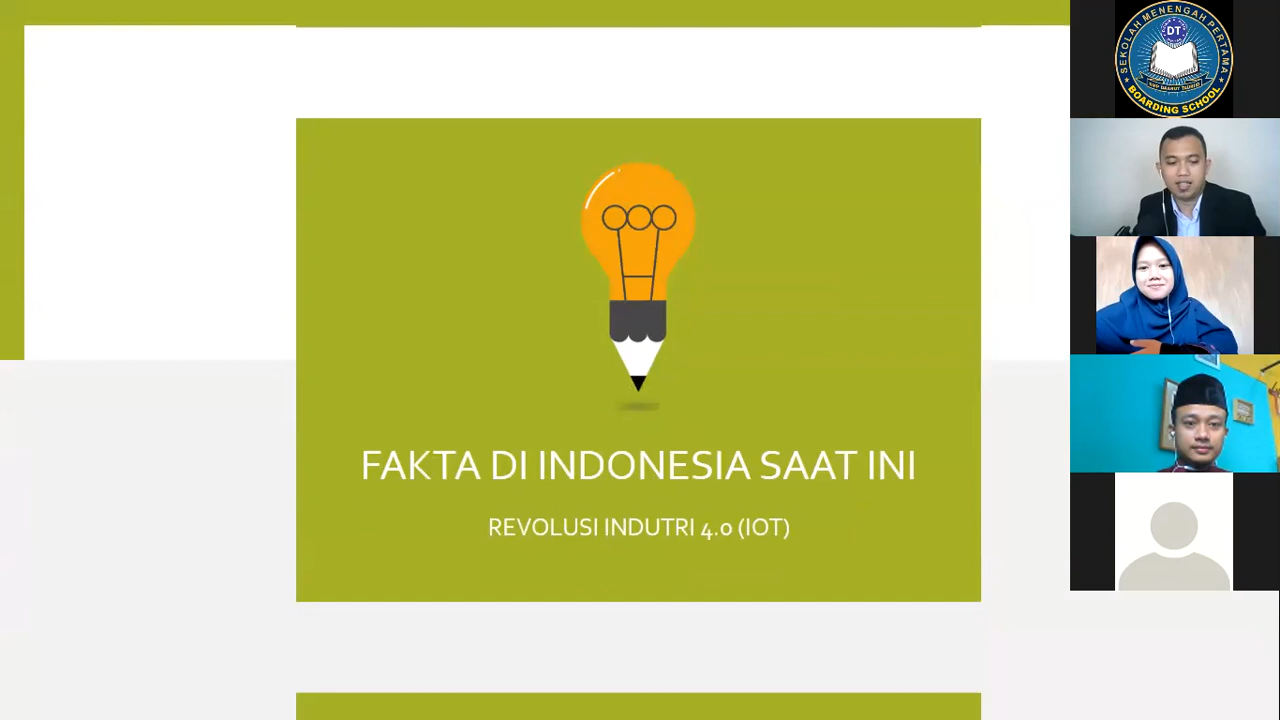 FAKTA DI INDONESIA SAAT INI
REVOLUSI INDUTRI 4.0 (IOT)
SEKOLAH MENENGAH PERTAMA
DT
BOARDING SCHOOL